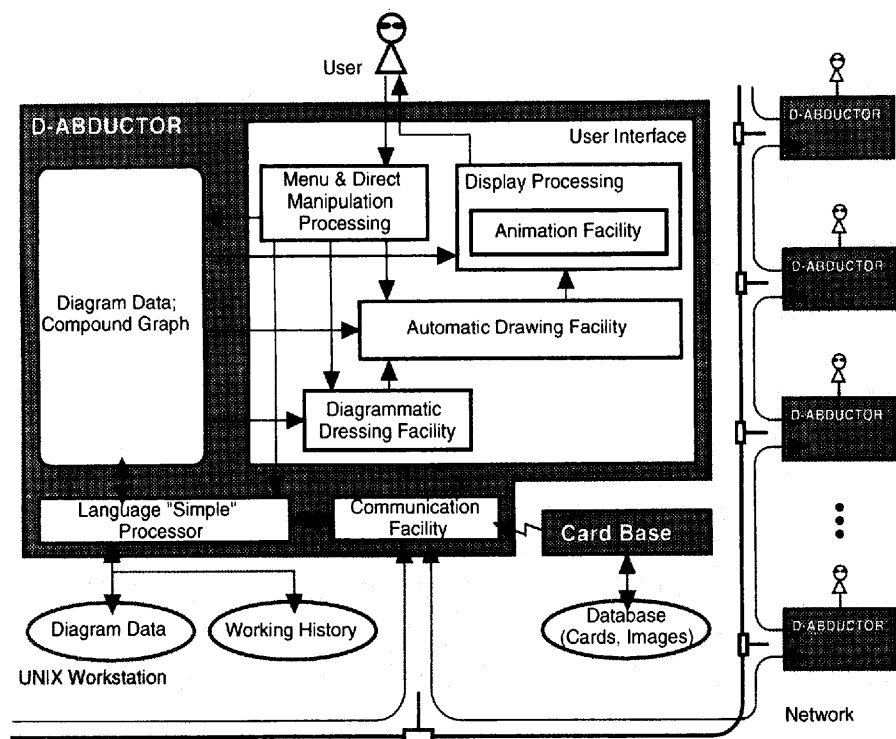 User
D-ABDUCTOR
User Interface
Menu & Direct
Manipulation
Processing
Display Processing
Animation Facility
Diagram Data;
Compound Graph
Automatic Drawing Facility
Diagrammatic
Dressing Facility
Language "Simple"
Processor
Communication
Facility
Card Base
Diagram Data
Working History
Database
(Cards, Images)
UNIX Workstation
D-ABDUCTOR
D-ABDUCTOR
D-ABDUCTOR
D-ABDUCTOR
Network